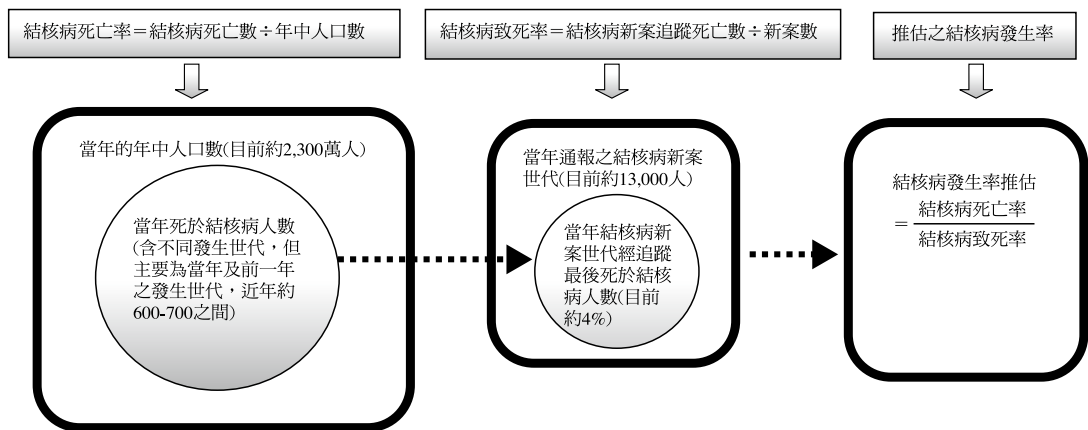 結核病死亡率＝結核病死亡數÷年中人口數
結核病致死率＝結核病新案追蹤死亡數÷新案數
推估之結核病發生率
當年的年中人口數(目前約2,300萬人)
當年死於結核病人數
(含不同發生世代，但
主要為當年及前一年
之發生世代，近年約
600-700之間)
當年通報之結核病新案
世代(目前約13,000人)
當年結核病新
案世代經追蹤
最後死於結核
病人數(目前
約4%)
結核病發生率推估
＝結核病死亡率
結核病致死率